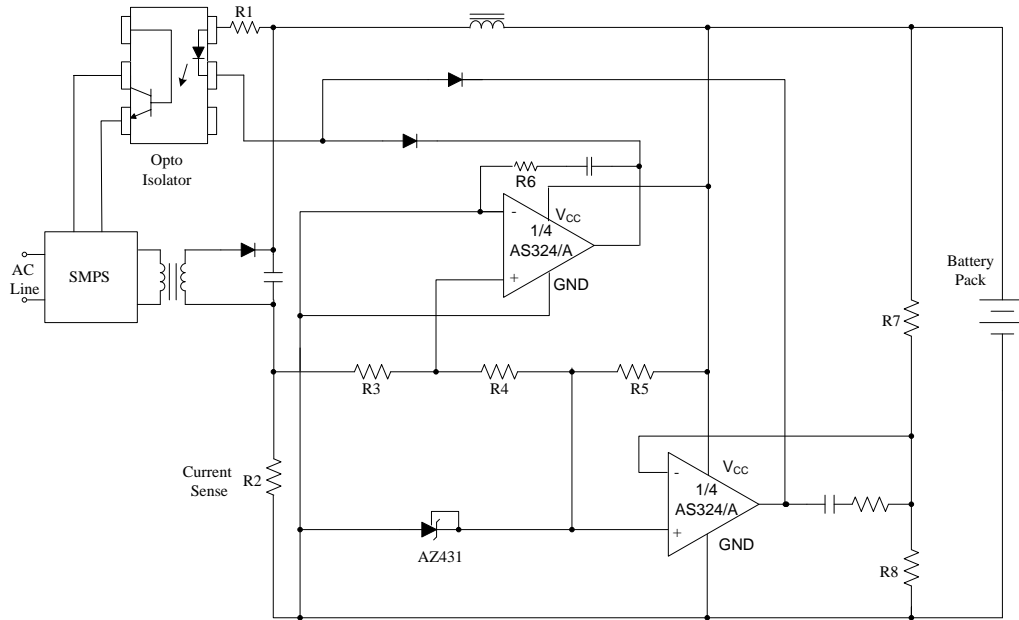 R1
Opto
Isolator
R6
-
VCC
1/4
AS324/A
+
GND
AC
Line
SMPS
Battery
Pack
R7
R3
R4
R5
Current
Sense
R2
-
VCC
1/4
AS324/A
+
GND
AZ431
R8